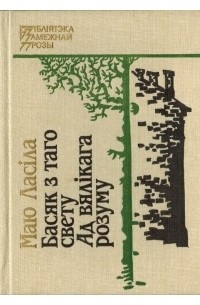 БІБЛІЯТЭКА
ЗАМЕЖНАЙ
ПРОЗЫ
Маю Ласіла
Басяк з таго
свету
Ад вялікага
розуму